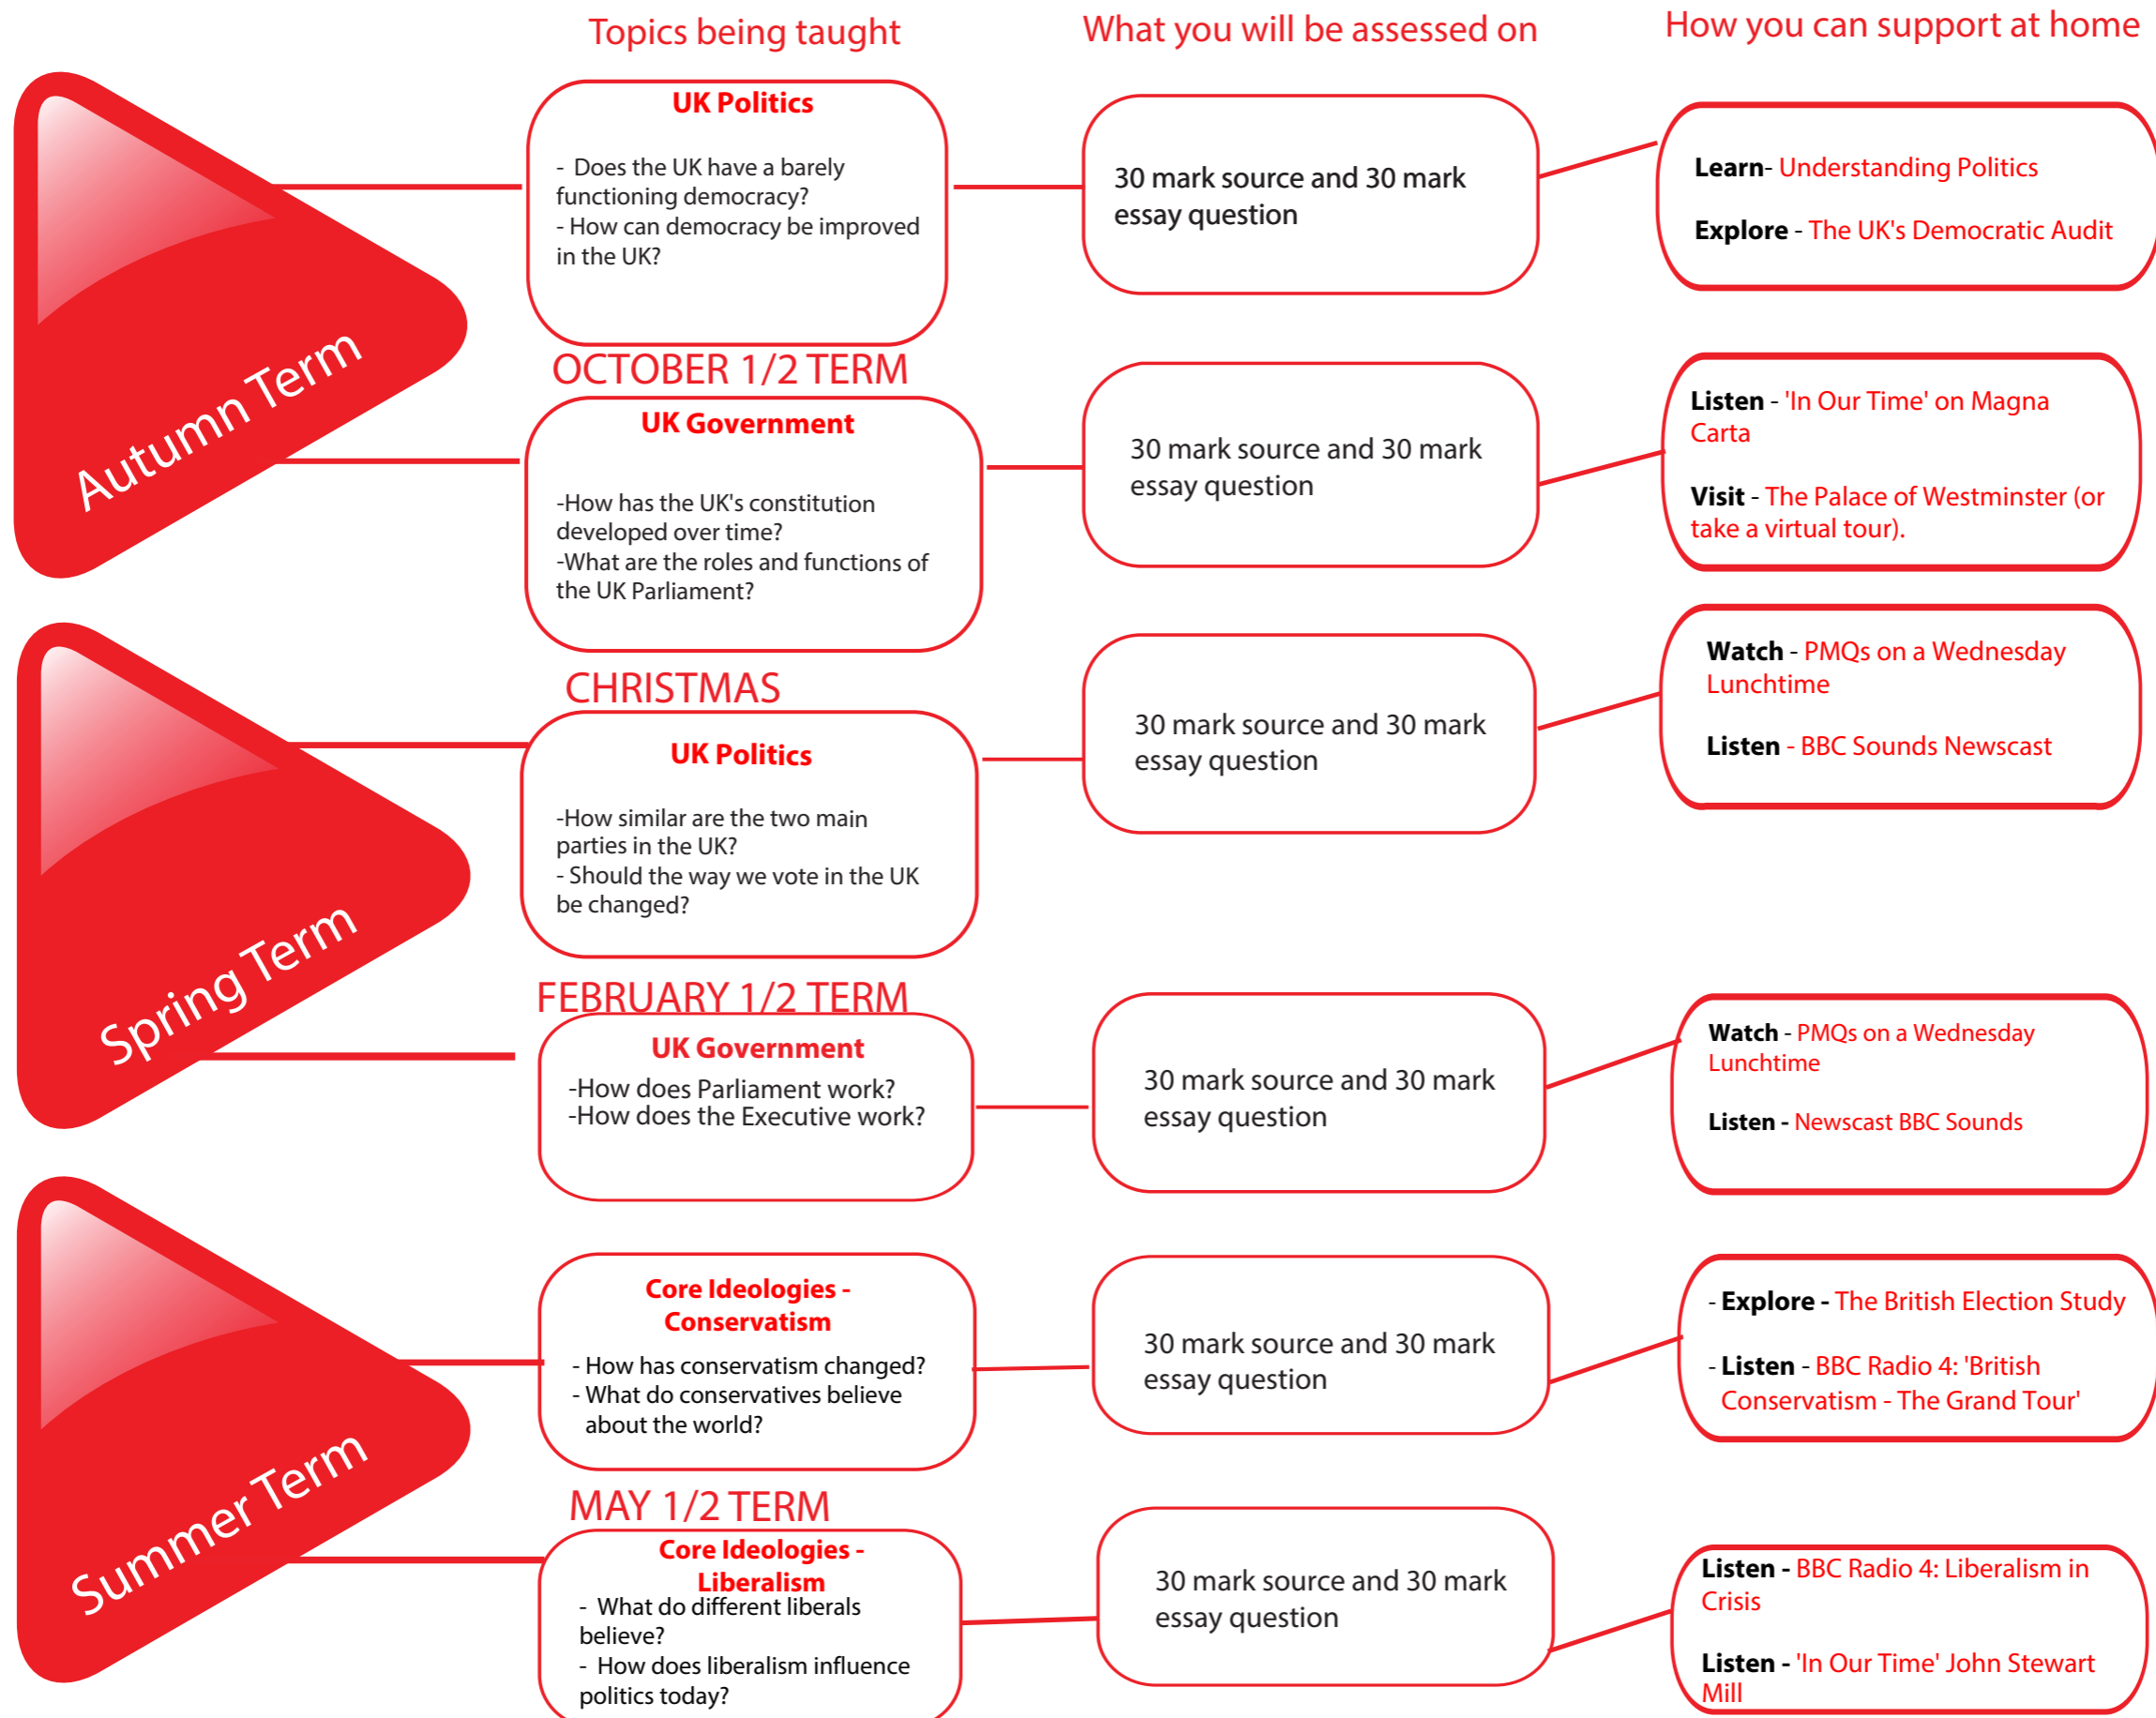 Topics being taught
What you will be assessed on
How you can support at home
Autumn Term
UK Politics
- Does the UK have a barely
functioning democracy?
- How can democracy be improved
in the UK?
30 mark source and 30 mark
essay question
Learn- Understanding Politics
Explore - The UK's Democratic Audit
OCTOBER 1/2 TERM
UK Government
-How has the UK's constitution
developed over time?
-What are the roles and functions of
the UK Parliament?
30 mark source and 30 mark
essay question
Listen - 'In Our Time' on Magna
Carta
Visit - The Palace of Westminster (or
take a virtual tour).
CHRISTMAS
Spring Term
UK Politics
-How similar are the two main
parties in the UK?
- Should the way we vote in the UK
be changed?
30 mark source and 30 mark
essay question
Watch - PMQs on a Wednesday
Lunchtime
Listen - BBC Sounds Newscast
FEBRUARY 1/2 TERM
UK Government
-How does Parliament work?
-How does the Executive work?
30 mark source and 30 mark
essay question
Watch - PMQs on a Wednesday
Lunchtime
Listen - Newscast BBC Sounds
Summer Term
Core Ideologies -
Conservatism
- How has conservatism changed?
- What do conservatives believe
about the world?
30 mark source and 30 mark
essay question
- Explore - The British Election Study
- Listen - BBC Radio 4: 'British
Conservatism - The Grand Tour'
MAY 1/2 TERM
Core Ideologies -
Liberalism
- What do different liberals
believe?
- How does liberalism influence
politics today?
30 mark source and 30 mark
essay question
Listen - BBC Radio 4: Liberalism in
Crisis
Listen - 'In Our Time' John Stewart
Mill